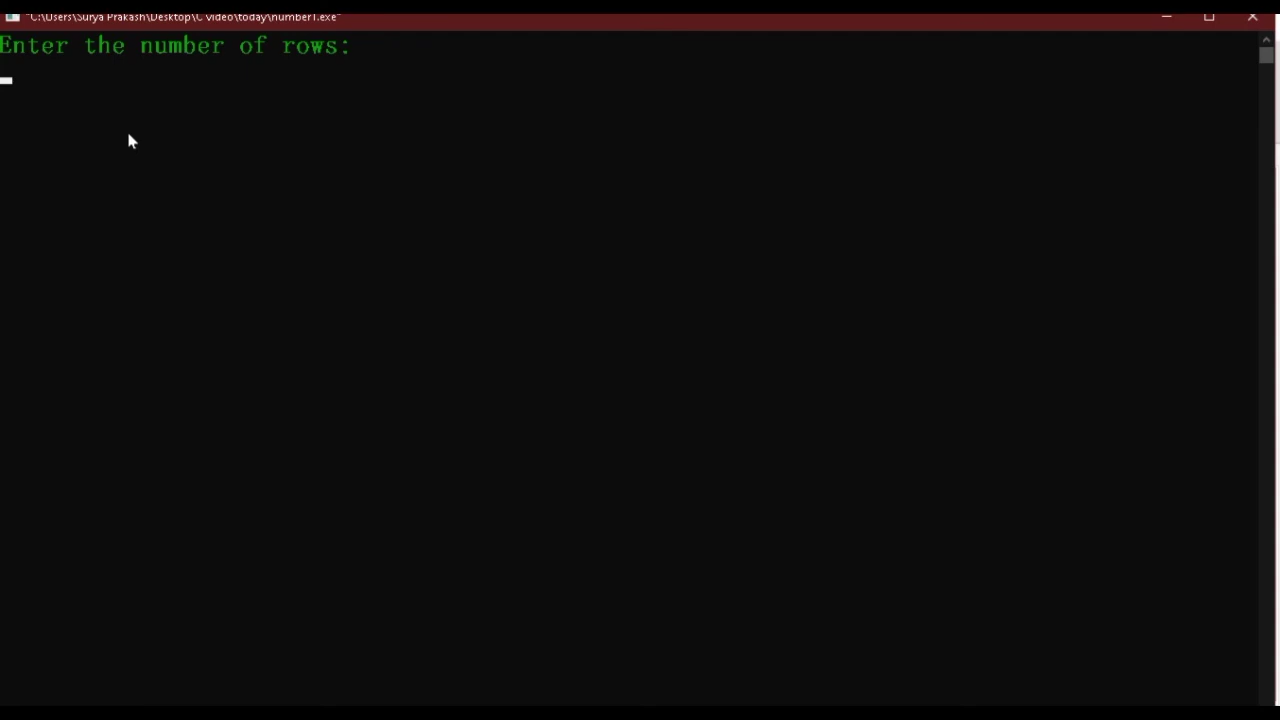 "C:\Users\Surya Prakash\Desktop\C video\today\number1.exe"
Enter the number of rows: